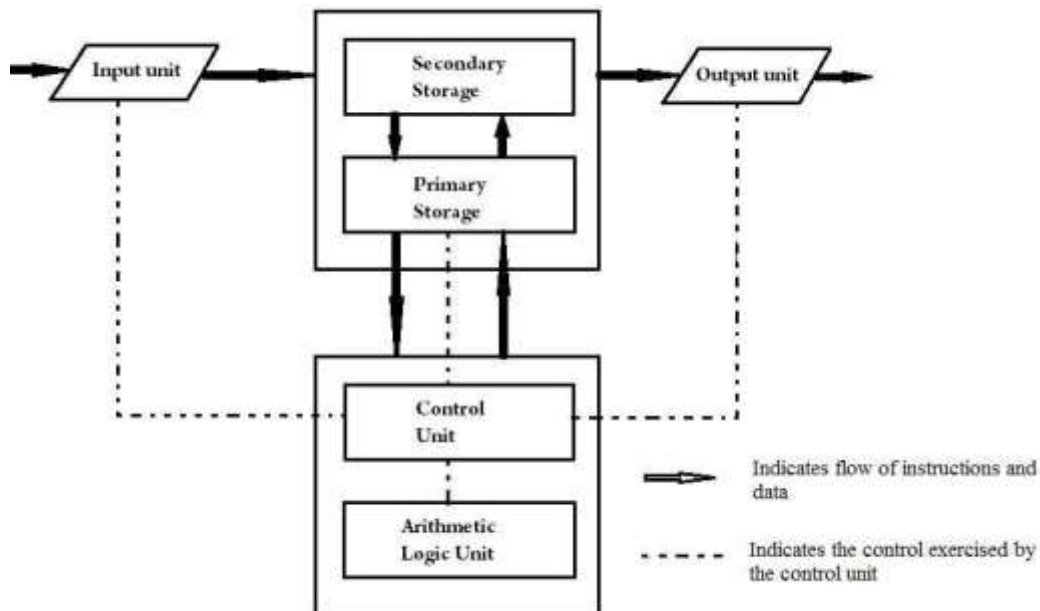 Input unit
Secondary
Storage
Output unit
Primary
Storage
Control
Unit
Arithmetic
Logic Unit
Indicates flow of instructions and
data
Indicates the control exercised by
the control unit